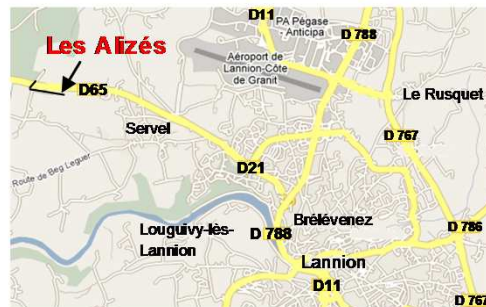 D11
PA Pégase -
Anticipa
D 788
Les Alizés
Aéroport de
Lannion-Côte
de Granit
D65
Le Rusquet
Servel
D 767
Route de Beg Leguer
D21
Louguivy-lès-
Lannion
D 788
Brélévenez
D 786
Lannion
D11
D 767